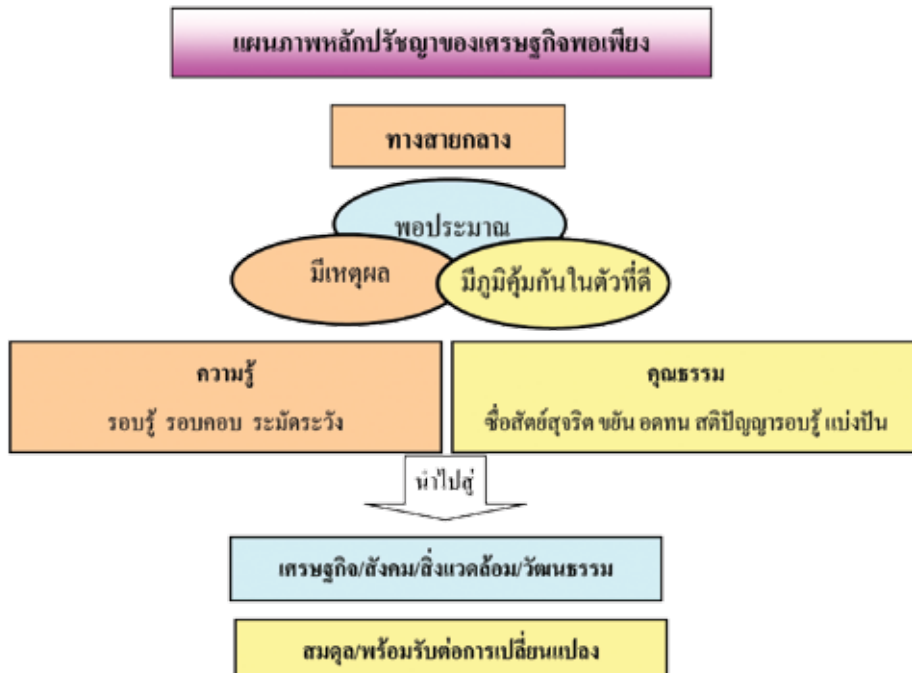 แผนภาพหลักปรัชญาของเศรษฐกิจพอเพียง
ทางสายกลาง
พอประมาณ
มีเหตุผล
มีภูมิคุ้มกันในตัวที่ดี
ความรู้
รอบรู้ รอบคอบ ระมัดระวัง
คุณธรรม
ซื่อสัตย์สุจริต ขยัน อดทน สติปัญญารอบรู้ แบ่งปัน
นำไปสู่
เศรษฐกิจ/สังคม/สิ่งแวดล้อม/วัฒนธรรม
สมดุล/พร้อมรับต่อการเปลี่ยนแปลง